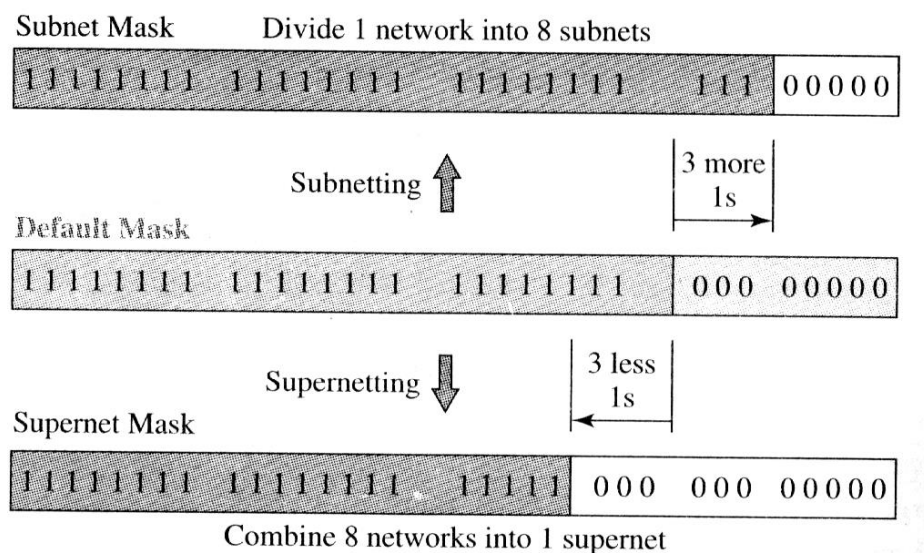 Subnet Mask Divide 1 network into 8 subnets
11111111 11111111 11111111 111 00000
Subnetting
3 more
1s
Default Mask
11111111 11111111 11111111 000 00000
Supernetting
3 less
1s
Supernet Mask
11111111 11111111 11111 000 000 00000
Combine 8 networks into 1 supernet